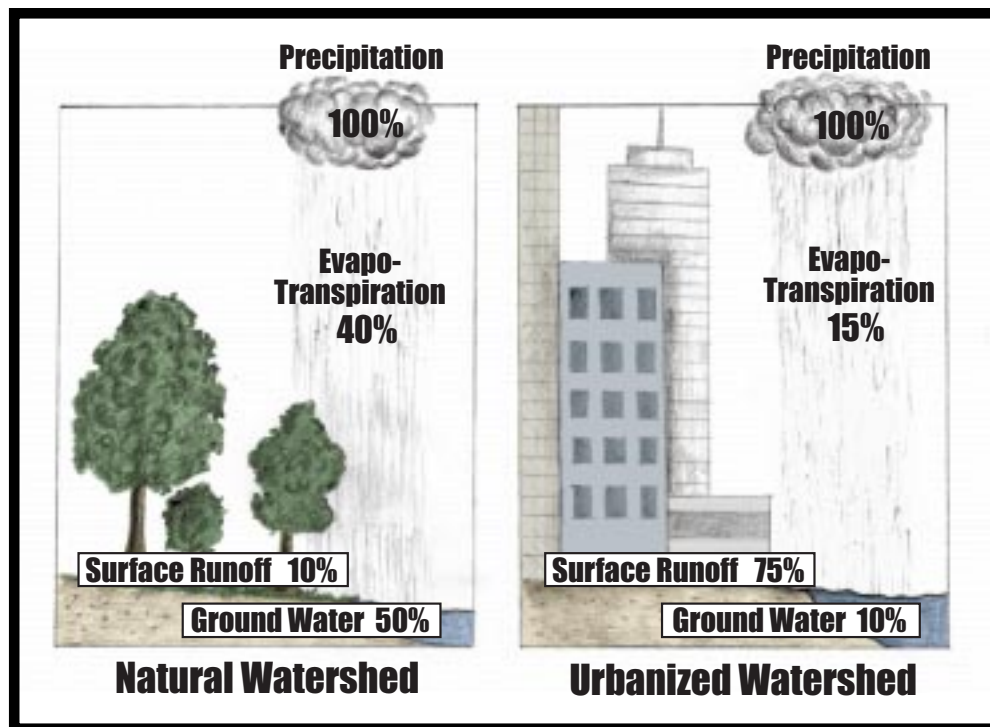 Precipitation
100%
Evapo-
Transpiration
40%
Surface Runoff 10%
Ground Water 50%
Natural Watershed
Precipitation
100%
Evapo-
Transpiration
15%
Surface Runoff 75%
Ground Water 10%
Urbanized Watershed